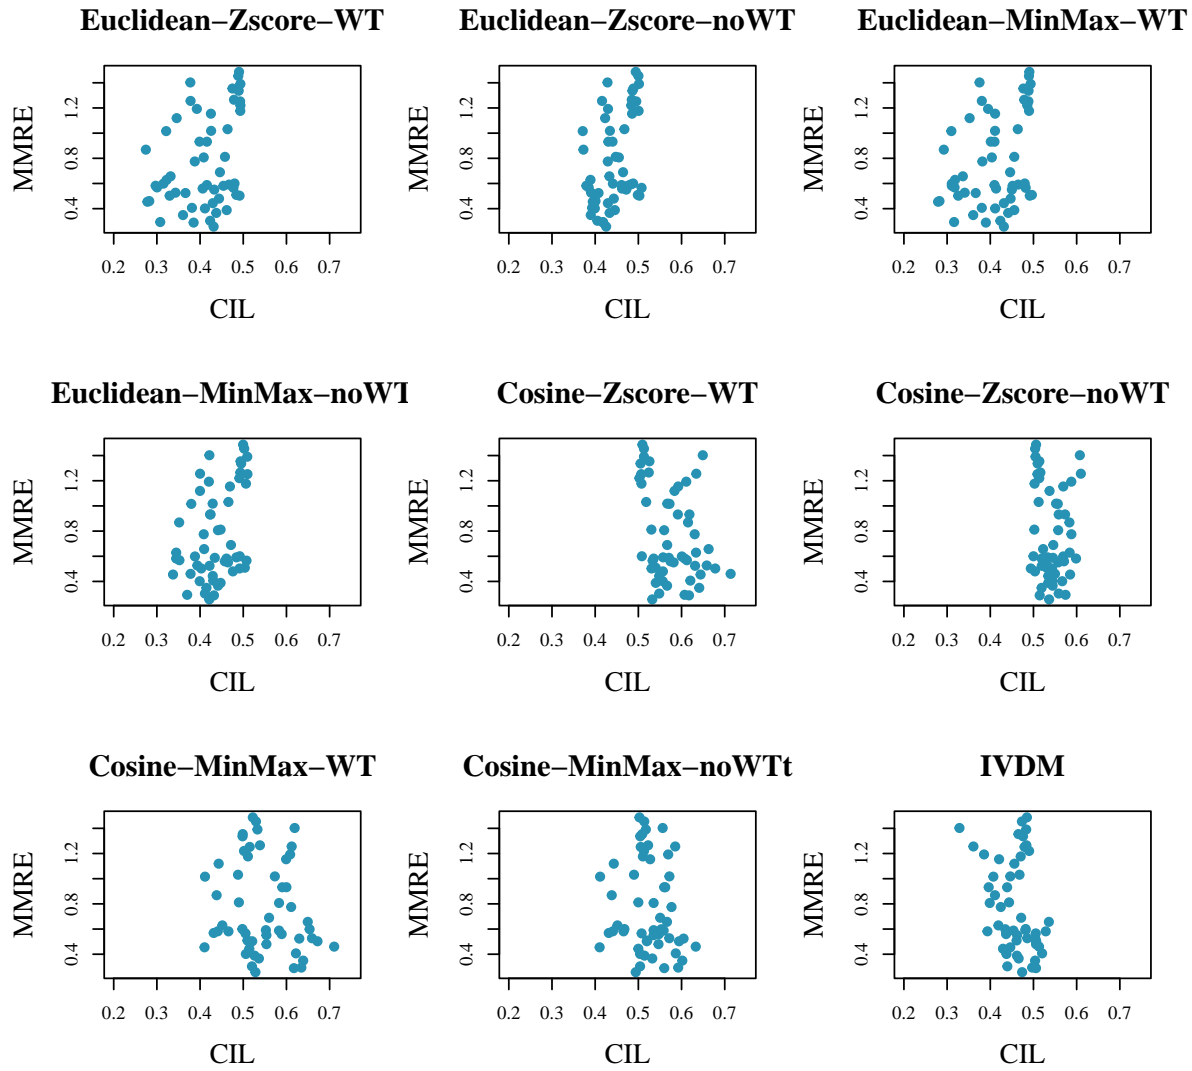 Euclidean−Zscore−WT
Euclidean−Zscore−noWT
Euclidean−MinMax−WT
MMRE
0.4 0.8 1.2
0.2 0.3 0.4 0.5 0.6 0.7
CIL
MMRE
0.4 0.8 1.2
0.2 0.3 0.4 0.5 0.6 0.7
CIL
MMRE
0.4 0.8 1.2
0.2 0.3 0.4 0.5 0.6 0.7
CIL
Euclidean−MinMax−noWT
Cosine−Zscore−WT
Cosine−Zscore−noWT
MMRE
0.4 0.8 1.2
0.2 0.3 0.4 0.5 0.6 0.7
CIL
MMRE
0.4 0.8 1.2
0.2 0.3 0.4 0.5 0.6 0.7
CIL
MMRE
0.4 0.8 1.2
0.2 0.3 0.4 0.5 0.6 0.7
CIL
Cosine−MinMax−WT
Cosine−MinMax−noWTt
IVDM
MMRE
0.4 0.8 1.2
0.2 0.3 0.4 0.5 0.6 0.7
CIL
MMRE
0.4 0.8 1.2
0.2 0.3 0.4 0.5 0.6 0.7
CIL
MMRE
0.4 0.8 1.2
0.2 0.3 0.4 0.5 0.6 0.7
CIL